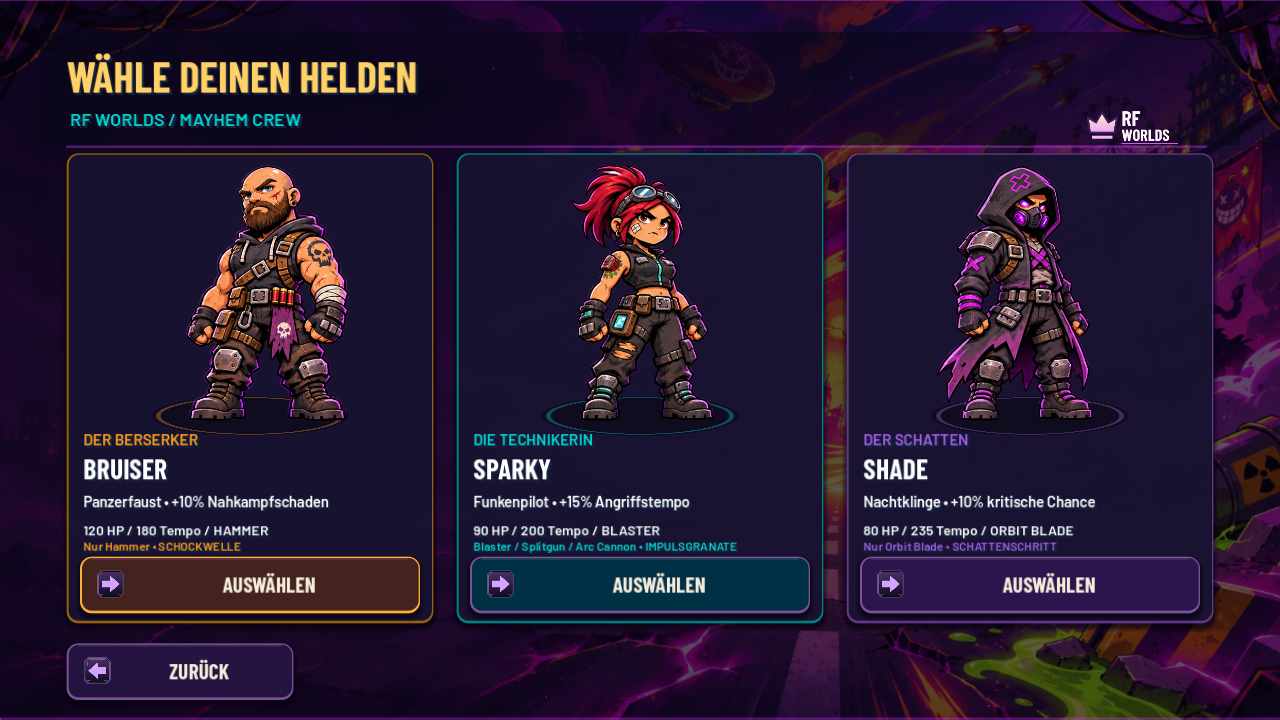 WÄHLE DEINEN HELDEN
RF WORLDS / MAYHEM CREW
RF
WORLDS
DER BERSERKER
BRUISER
Panzerfaust • +10% Nahkampfschaden
120 HP / 180 Tempo / HAMMER
Nur Hammer • SCHOCKWELLE
AUSWÄHLEN
DIE TECHNIKERIN
SPARKY
Funkenpilot • +15% Angriffstempo
90 HP / 200 Tempo / BLASTER
Blaster / Splitgun / Arc Cannon • IMPULSGRANATE
AUSWÄHLEN
DER SCHATTEN
SHADE
Nachtklinge • +10% kritische Chance
80 HP / 235 Tempo / ORBIT BLADE
Nur Orbit Blade • SCHATTENSCHRITT
AUSWÄHLEN
ZURÜCK